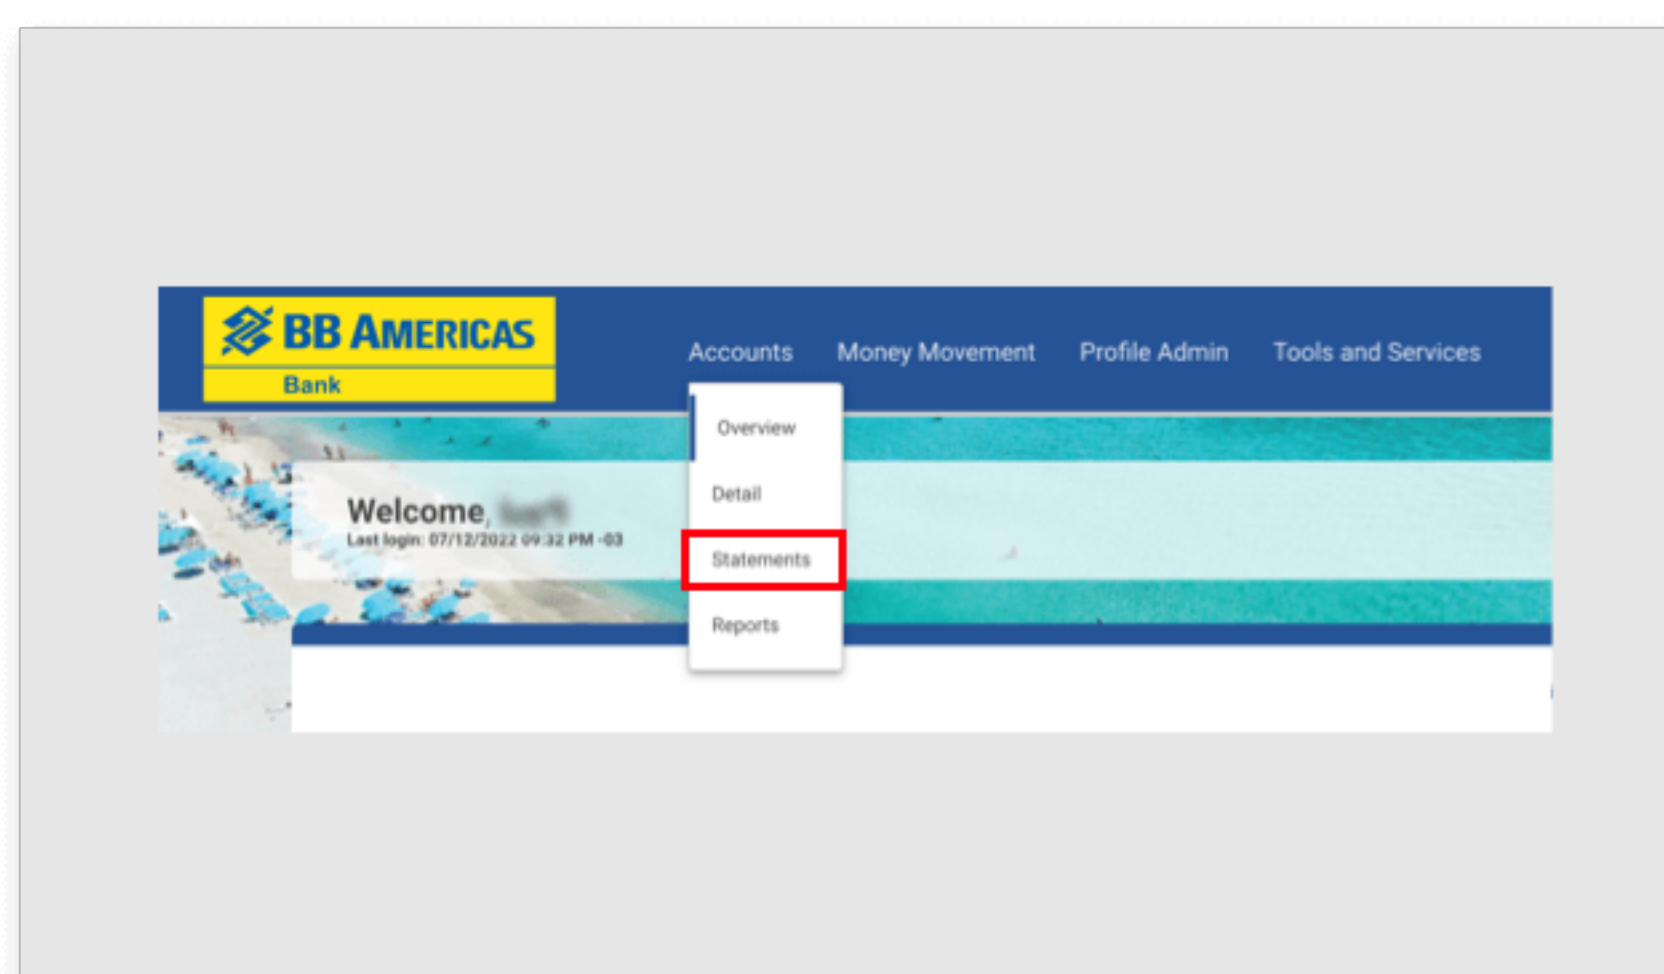 BB AMERICAS
Bank
Accounts Money Movement Profile Admin Tools and Services
Overview
Detail
Statements
Reports
Welcome,
Last login: 07/12/2022 09:32 PM -03